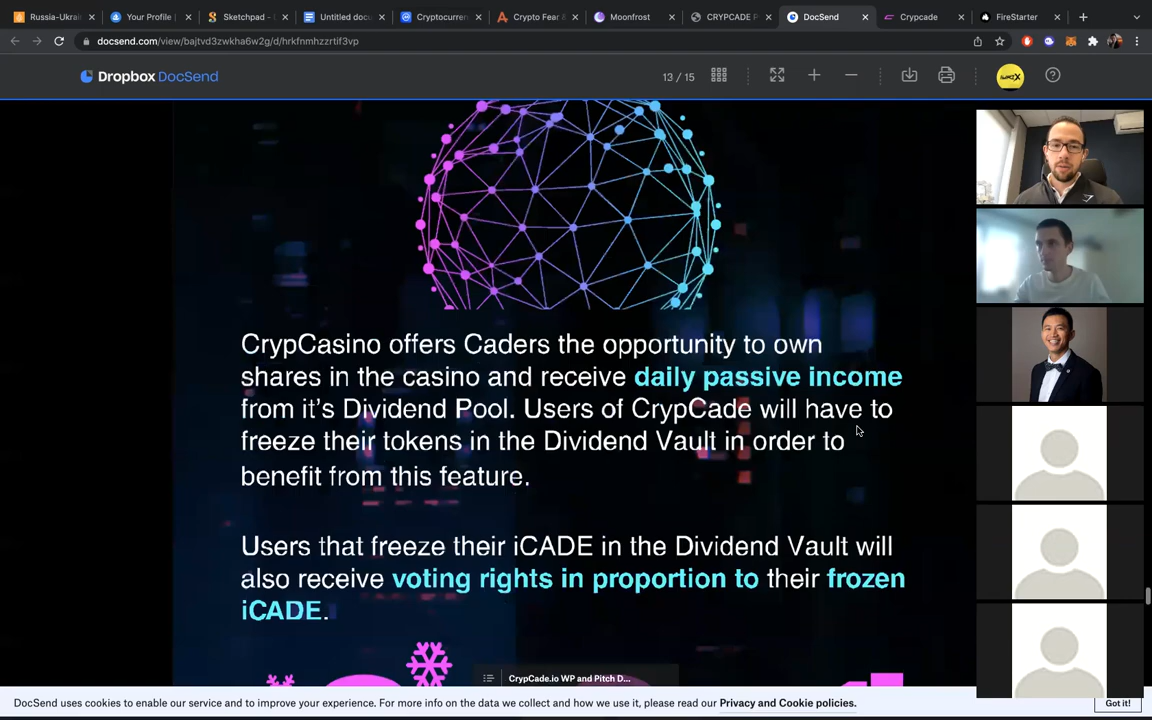 Russia-Ukrai
Your Profile |
Sketchpad - C
Untitled docu
Cryptocurren
Crypto Fear &
Moonfrost
CRYPCADE P
DocSend
Crypcade
FireStarter
docsend.com/view/bajtvd3zwkha6w2g/d/hrkfnmhzzrtif3vp
Dropbox DocSend
13 / 15
CrypCasino offers Caders the opportunity to own
shares in the casino and receive daily passive income
from it's Dividend Pool. Users of CrypCade will have to
freeze their tokens in the Dividend Vault in order to
benefit from this feature.
Users that freeze their iCADE in the Dividend Vault will
also receive voting rights in proportion to their frozen
iCADE.
CrypCade.io WP and Pitch D...
DocSend uses cookies to enable our service and to improve your experience. For more info on the data we collect and how we use it, please read our Privacy and Cookie policies.
Got it!